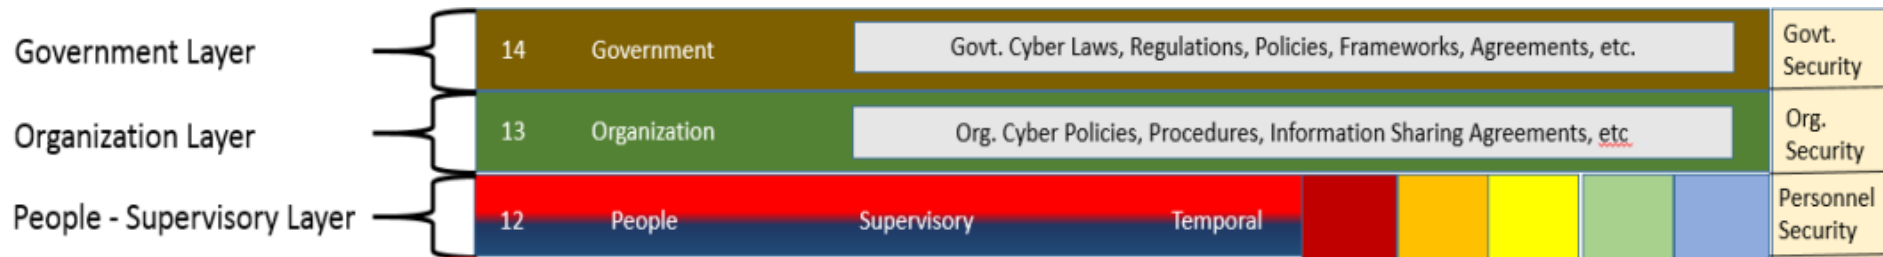 Government Layer
14 Government Govt. Cyber Laws, Regulations, Policies, Frameworks, Agreements, etc.
Govt.
Security
Organization Layer
13 Organization Org. Cyber Policies, Procedures, Information Sharing Agreements, etc
Org.
Security
People - Supervisory Layer
12 People Supervisory Temporal
Personnel
Security